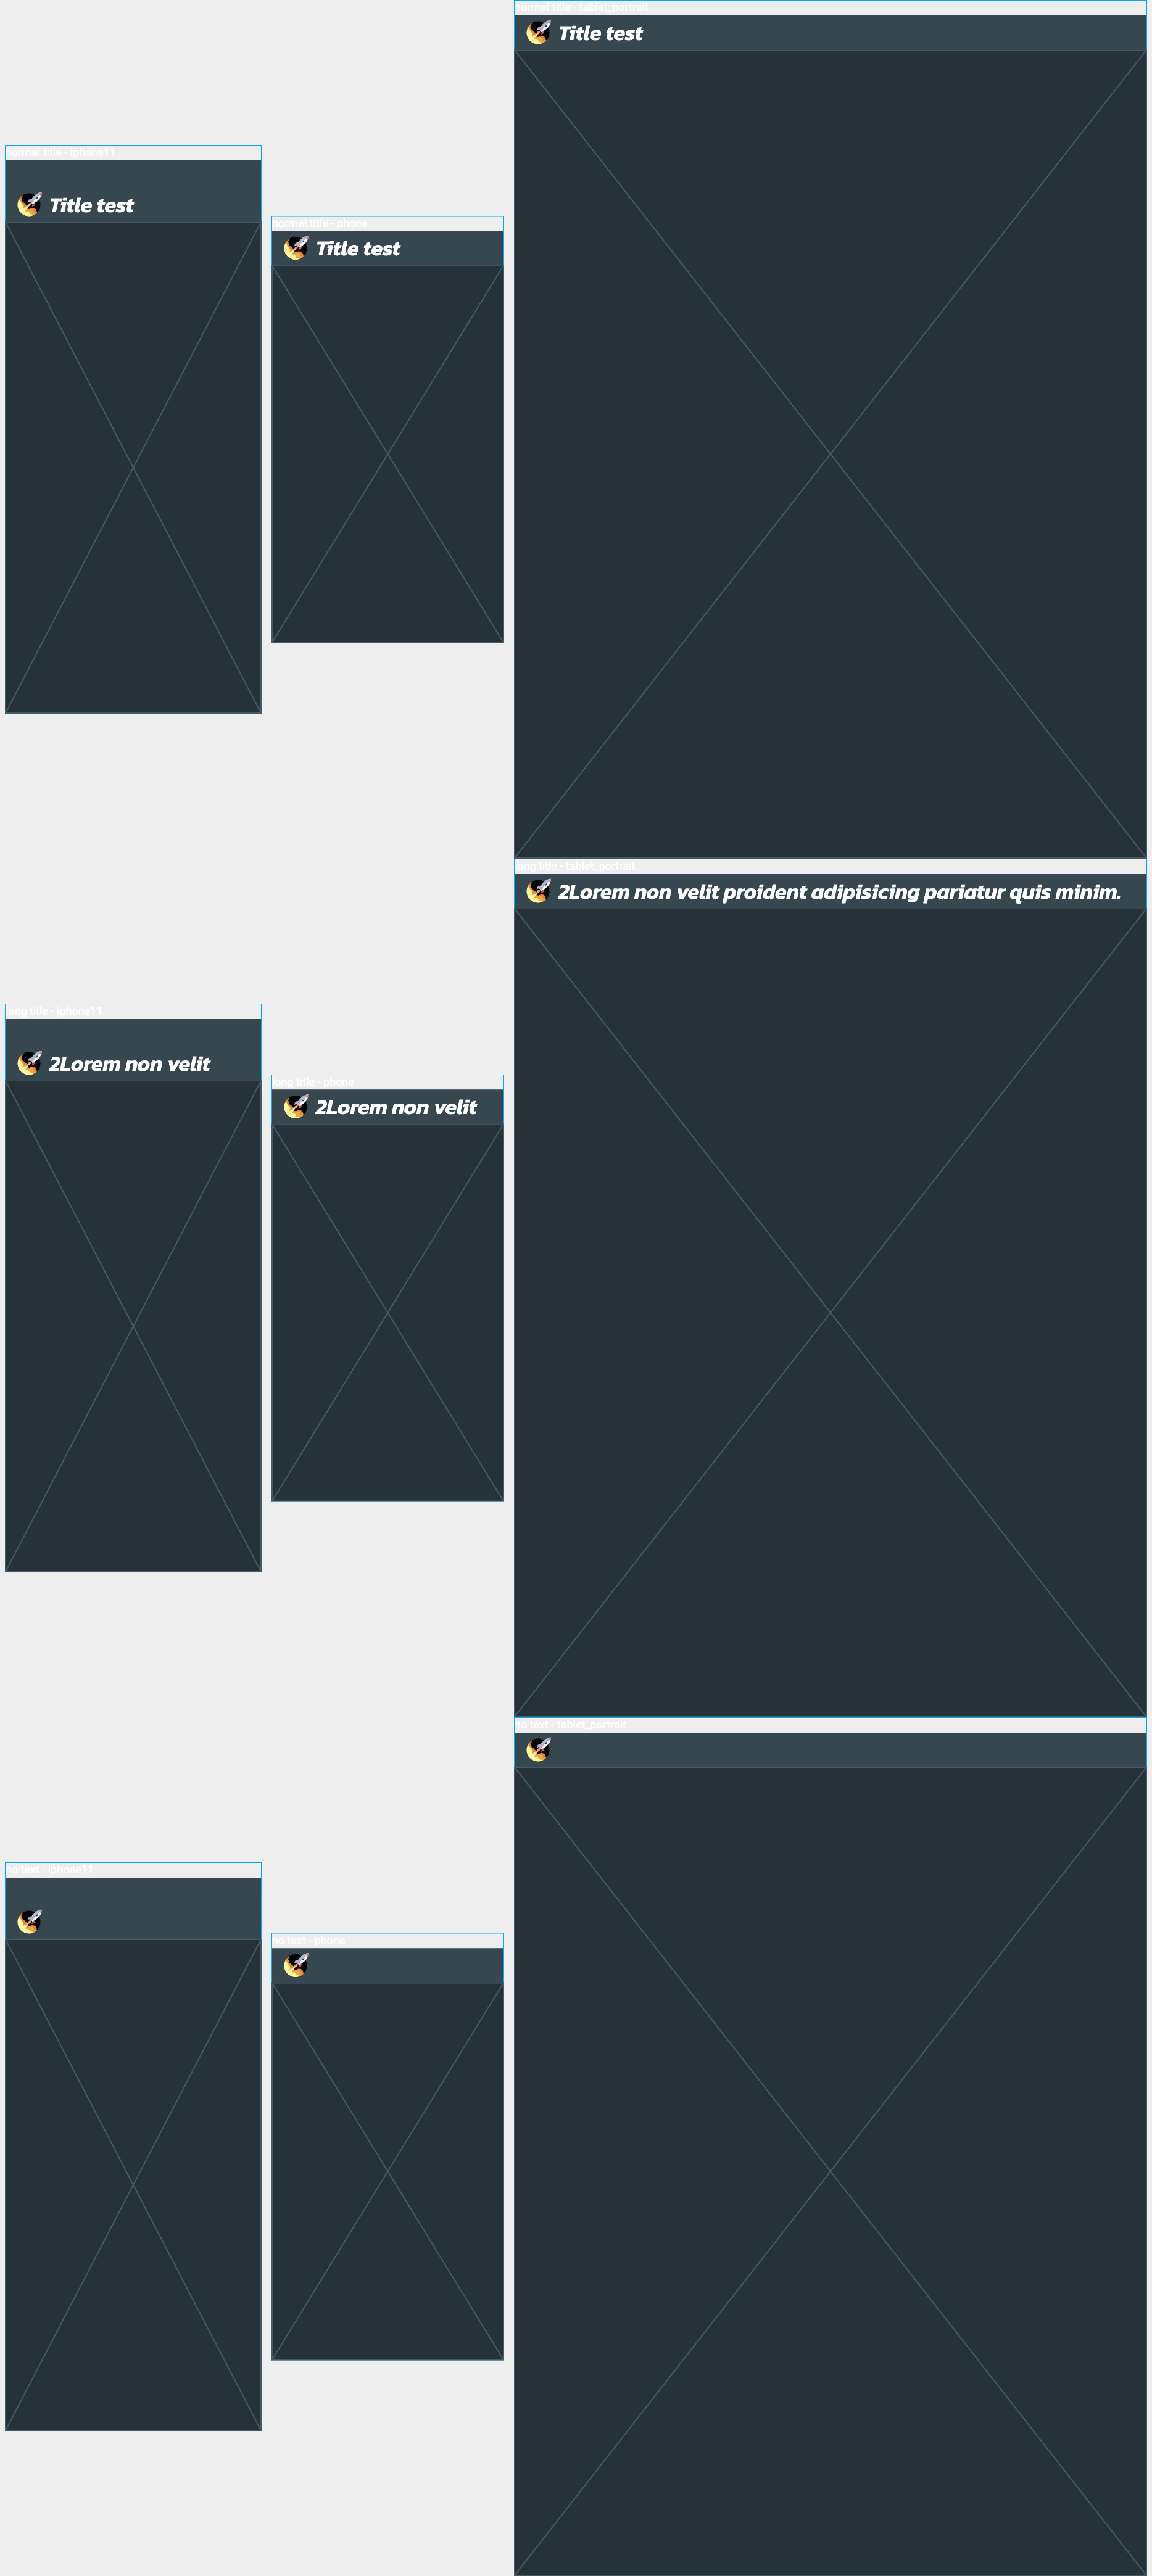 normal title - tablet_portrait
Title test
normal title - iphone11
Title test
normal title - phone
Title test
long title - tablet_portrait
2Lorem non velit proident adipisicing pariatur quis minim.
long title - iphone11
2Lorem non velit
long title - phone
2Lorem non velit
no text - tablet_portrait
no text - iphone11
no text - phone